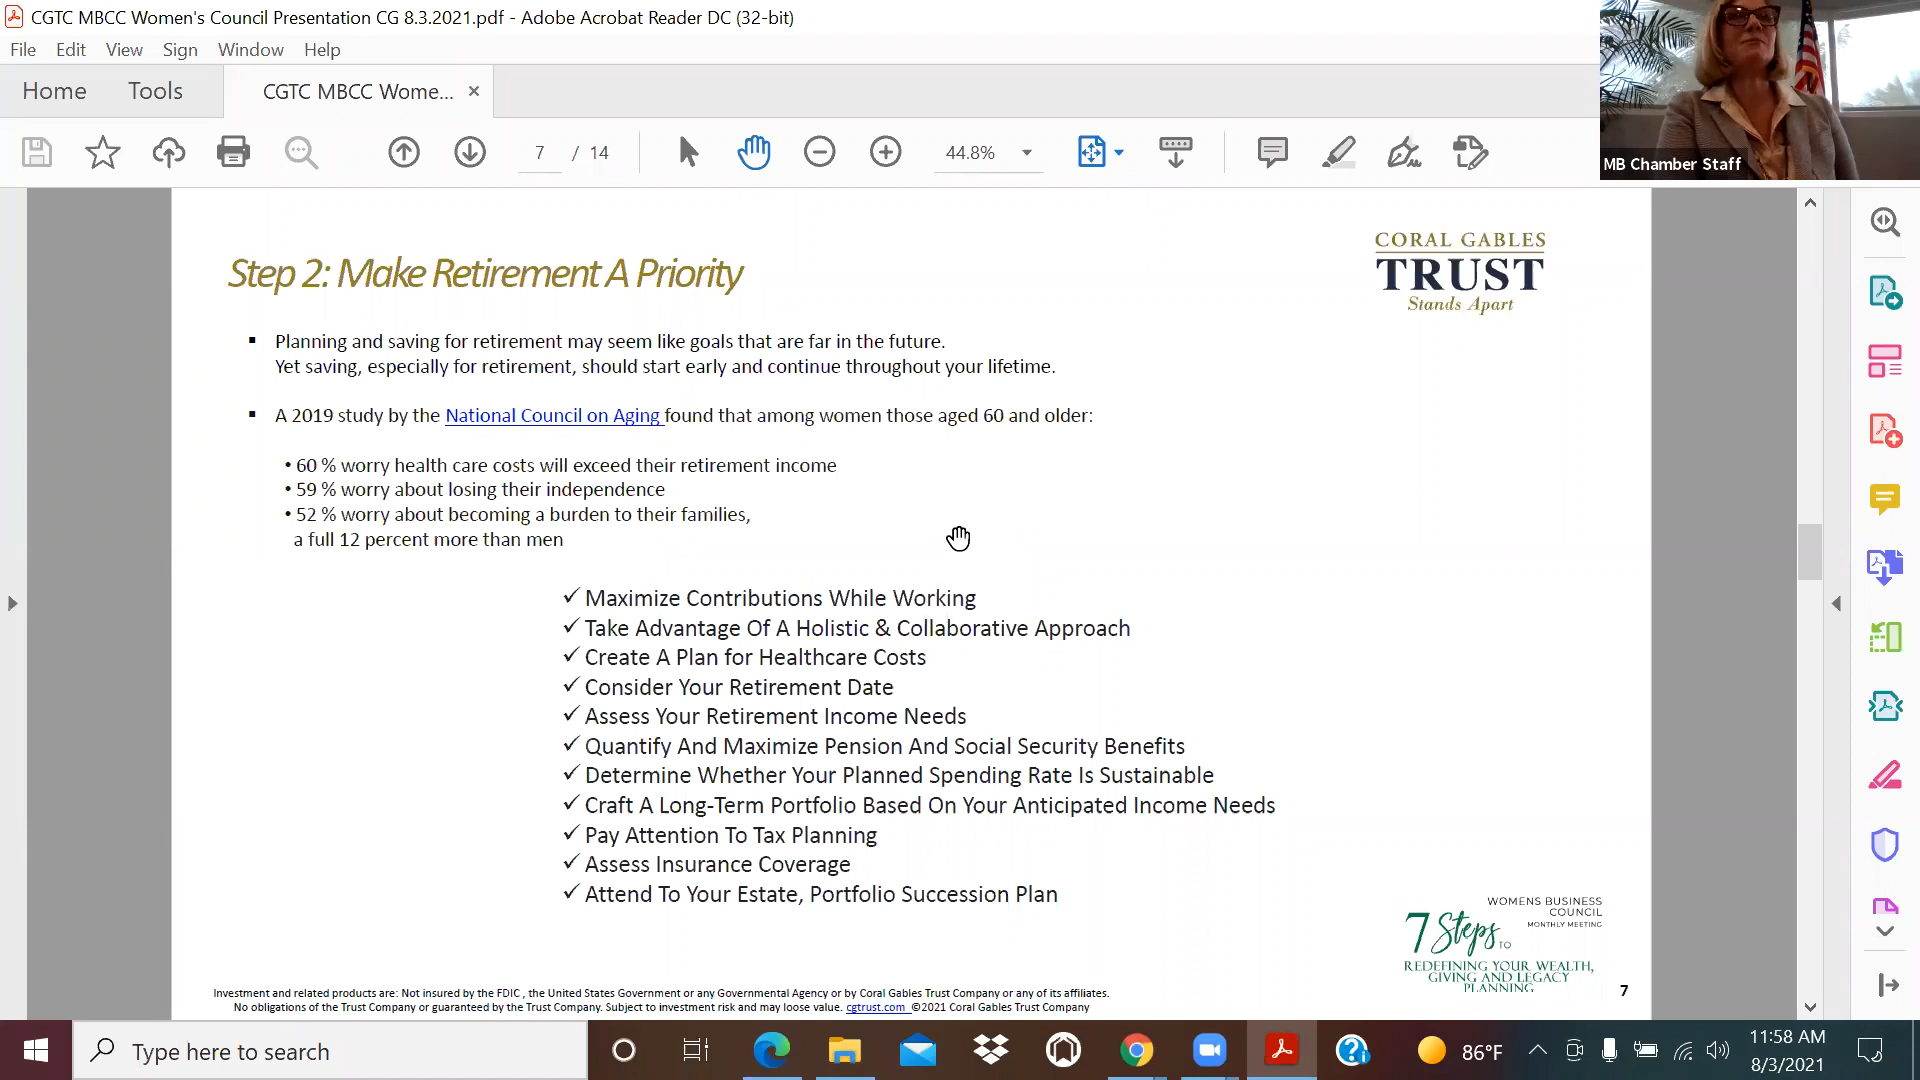 CGTC MBCC Women's Council Presentation CG 8.3.2021.pdf - Adobe Acrobat Reader DC (32-bit)
File Edit View Sign Window Help
Home Tools CGTC MBCC Wome... ×
7 / 14 44.8%
MB Chamber Staff
CORAL GABLES
TRUST
Stands Apart
Step 2: Make Retirement A Priority
▪ Planning and saving for retirement may seem like goals that are far in the future.
Yet saving, especially for retirement, should start early and continue throughout your lifetime.
▪ A 2019 study by the National Council on Aging found that among women those aged 60 and older:
• 60 % worry health care costs will exceed their retirement income
• 59 % worry about losing their independence
• 52 % worry about becoming a burden to their families,
a full 12 percent more than men
✓ Maximize Contributions While Working
✓ Take Advantage Of A Holistic & Collaborative Approach
✓ Create A Plan for Healthcare Costs
✓ Consider Your Retirement Date
✓ Assess Your Retirement Income Needs
✓ Quantify And Maximize Pension And Social Security Benefits
✓ Determine Whether Your Planned Spending Rate Is Sustainable
✓ Craft A Long-Term Portfolio Based On Your Anticipated Income Needs
✓ Pay Attention To Tax Planning
✓ Assess Insurance Coverage
✓ Attend To Your Estate, Portfolio Succession Plan
WOMENS BUSINESS
COUNCIL
MONTHLY MEETING
7 Steps TO
REDEFINING YOUR WEALTH,
GIVING AND LEGACY
PLANNING
Investment and related products are: Not insured by the FDIC , the United States Government or any Governmental Agency or by Coral Gables Trust Company or any of its affiliates.
No obligations of the Trust Company or guaranteed by the Trust Company. Subject to investment risk and may loose value. cgtrust.com ©2021 Coral Gables Trust Company
7
Type here to search
86°F
11:58 AM
8/3/2021